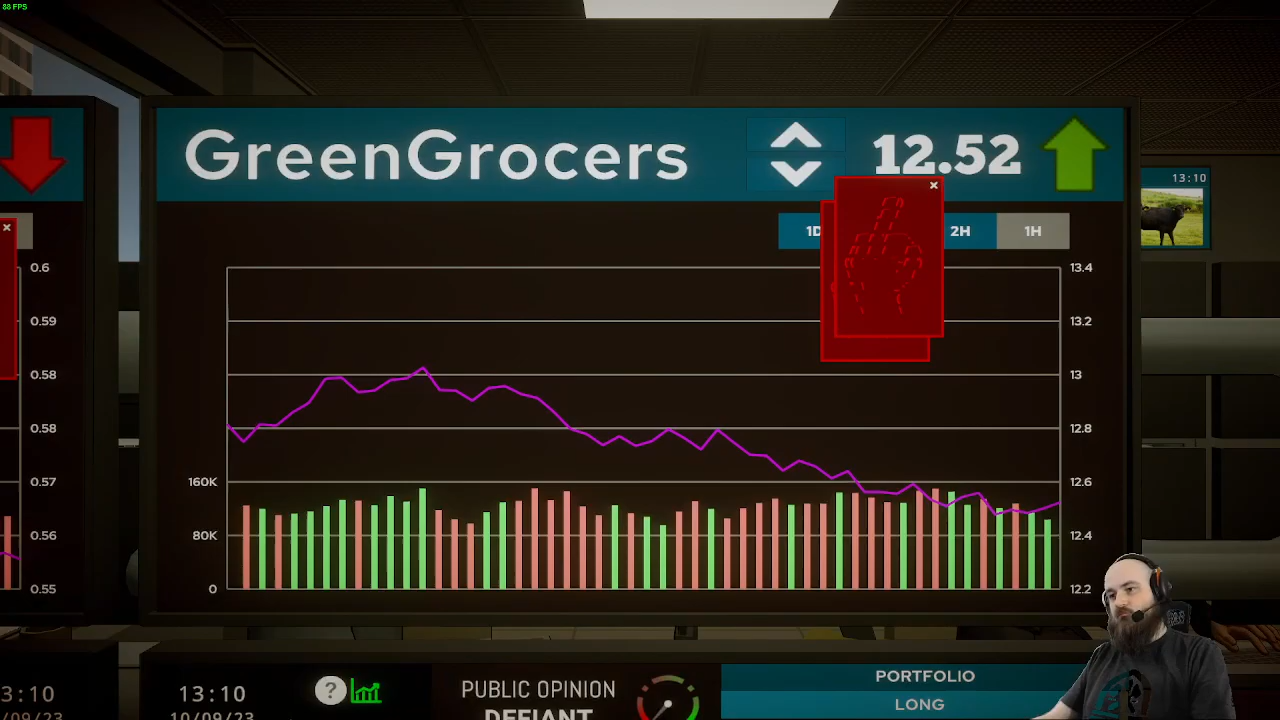 88 FPS
GreenGrocers
12.52
13:10
1D
2H
1H
0.6
0.59
0.58
0.58
0.57
0.56
0.55
160K
80K
0
13.4
13.2
13
12.8
12.6
12.4
12.2
3:10
13:10
10/09/23
?
PUBLIC OPINION
DEFIANT
PORTFOLIO
LONG